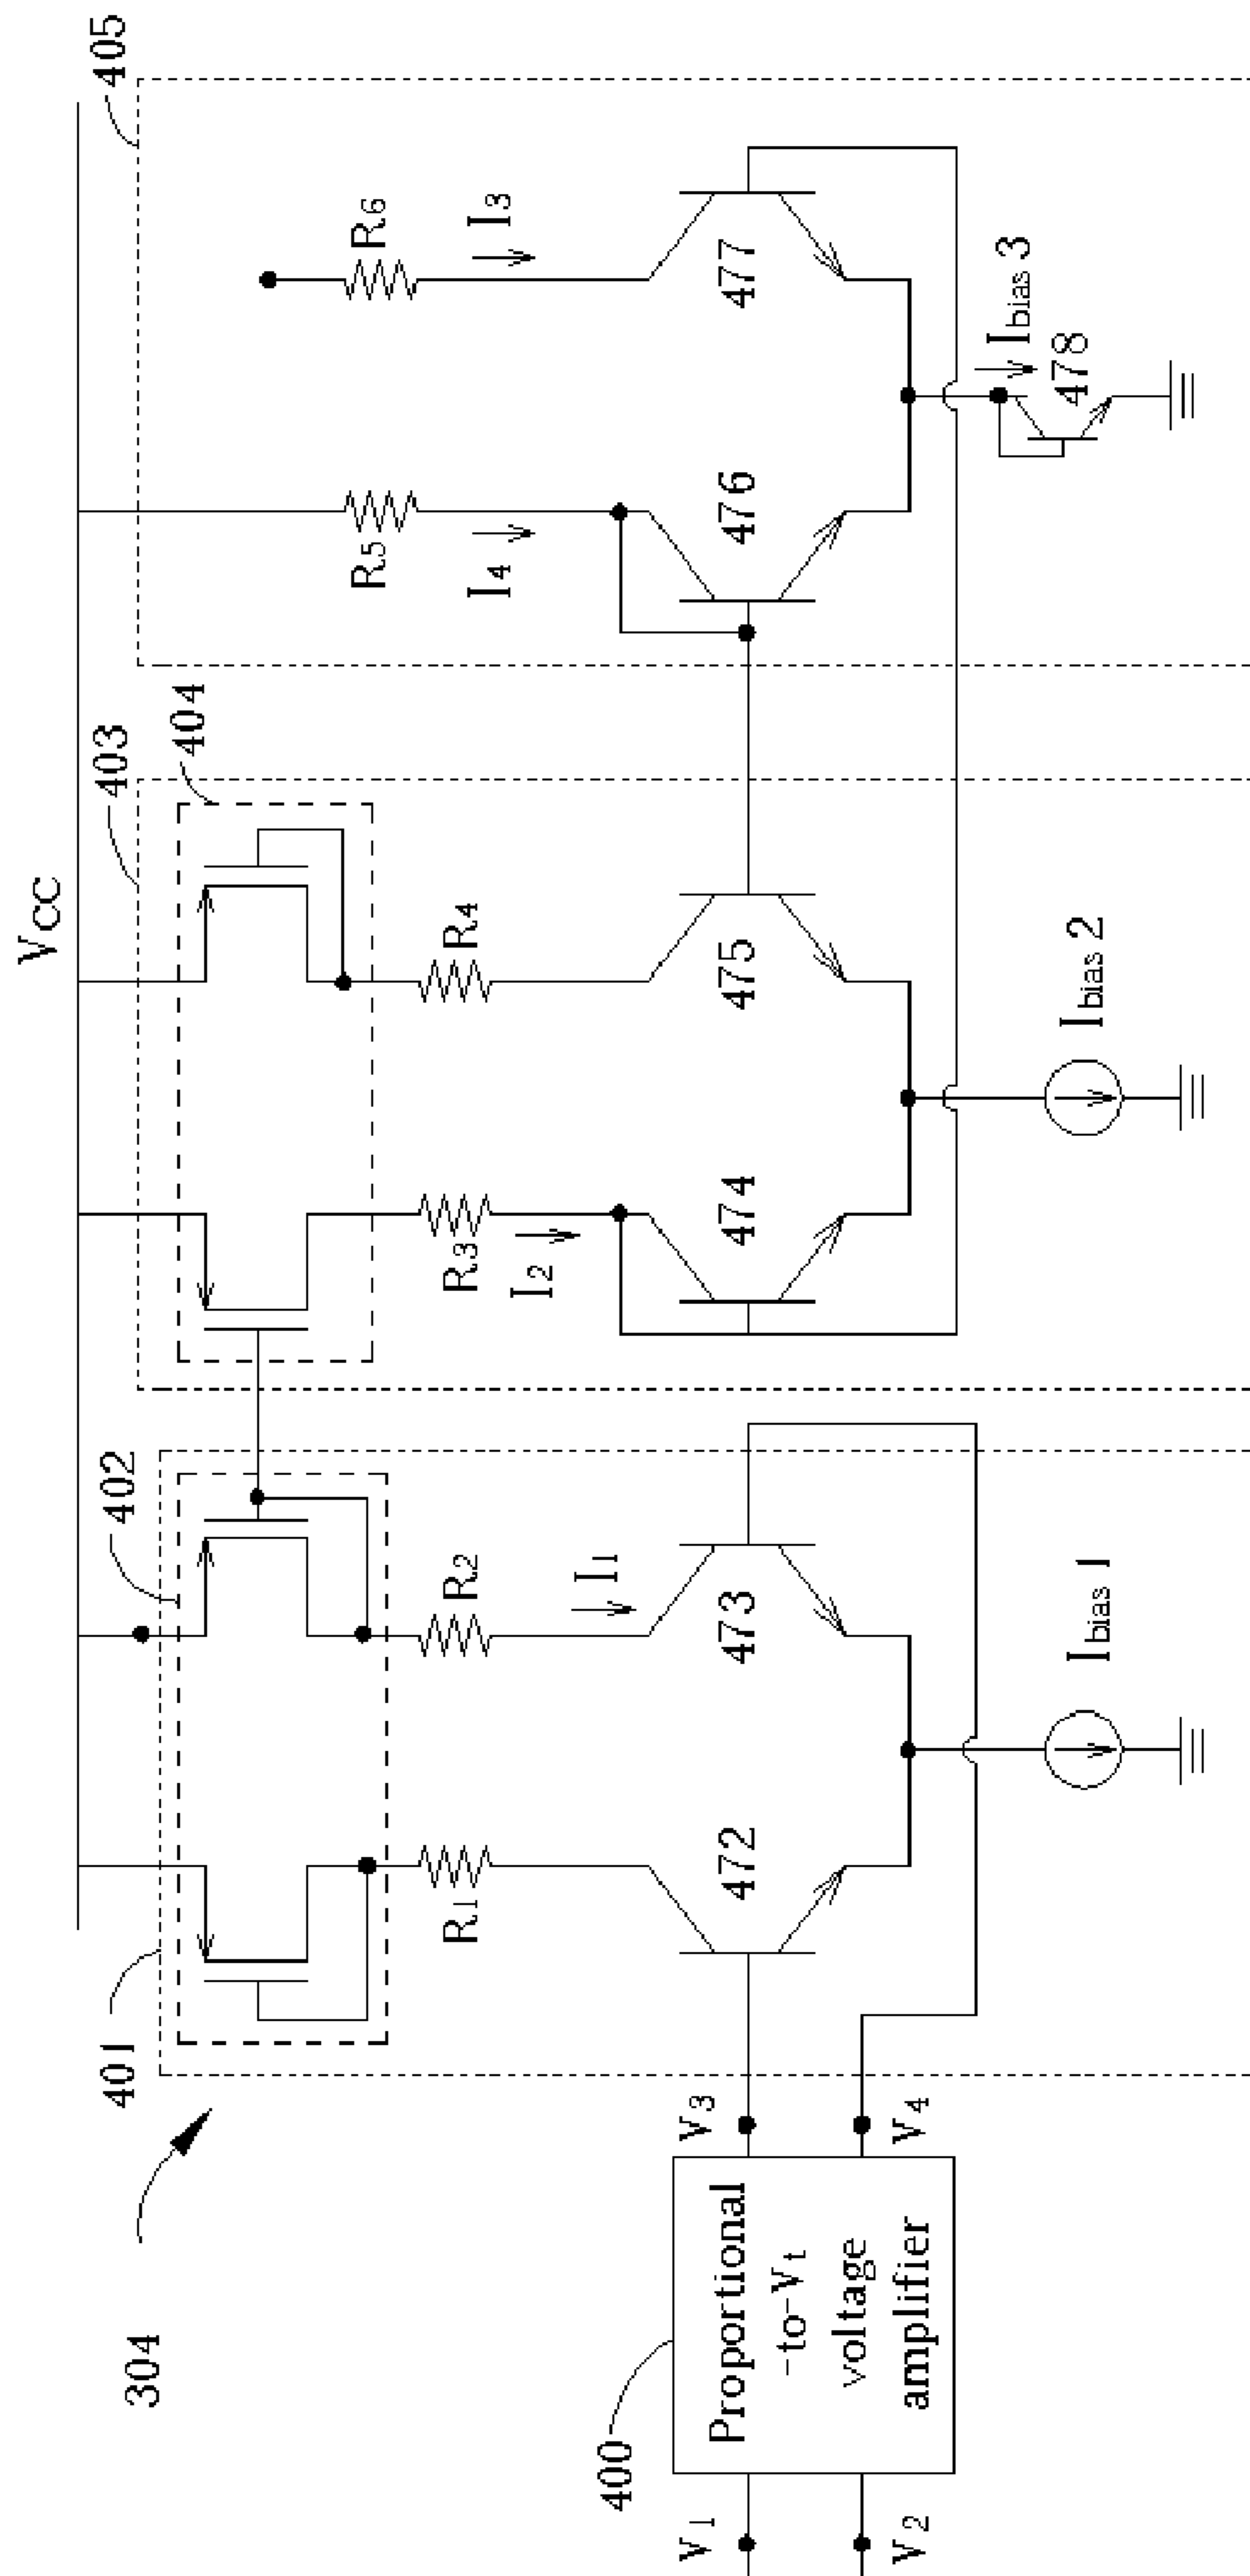 304
400
V1
V2
Proportional
-to-Vt
voltage
amplifier
V3
V4
401
402
R1
R2
I1
472
473
Ibias 1
VCC
403
404
R3
R4
I2
474
475
Ibias 2
405
R5
R6
I4
I3
476
477
Ibias 3
478